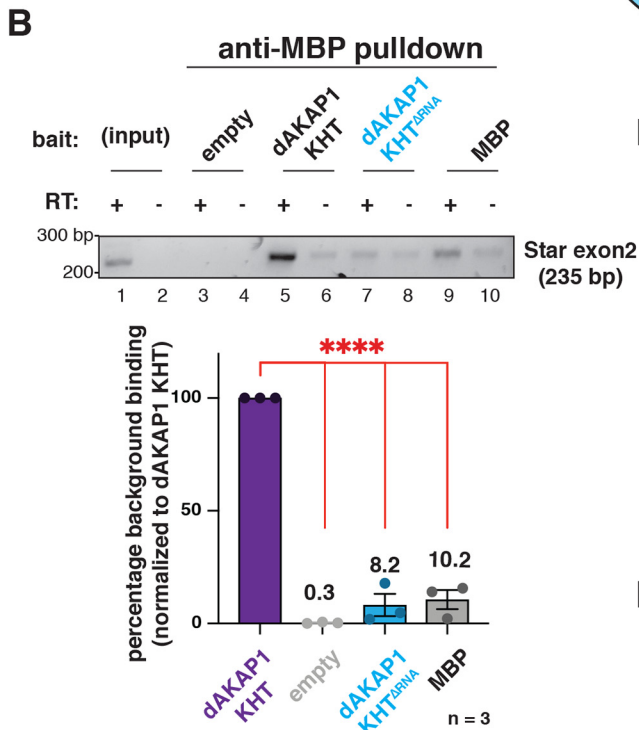 B
anti-MBP pulldown
bait:
(input)
empty
dAKAP1
KHT
dAKAP1
KHTΔRNA
MBP
RT:
+ - + - + - + - + -
300 bp
200
Star exon2
(235 bp)
1 2 3 4 5 6 7 8 9 10
percentage background binding
(normalized to dAKAP1 KHT)
****
100
50
0
0.3
8.2
10.2
dAKAP1
KHT
empty
dAKAP1
KHTΔRNA
MBP
n = 3